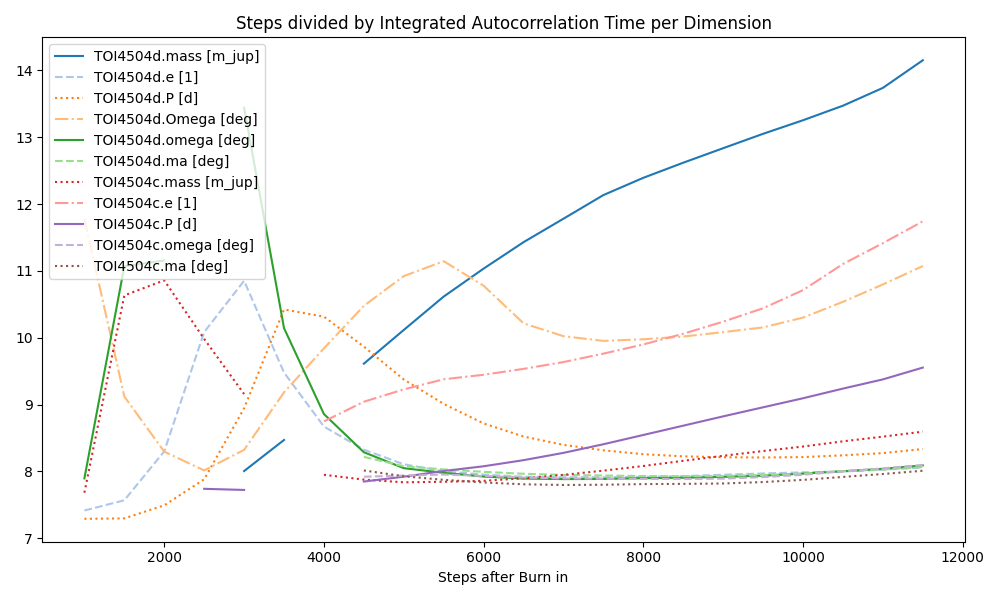 Steps divided by Integrated Autocorrelation Time per Dimension
TOI4504d.mass [m_jup]
TOI4504d.e [1]
TOI4504d.P [d]
TOI4504d.Omega [deg]
TOI4504d.omega [deg]
TOI4504d.ma [deg]
TOI4504c.mass [m_jup]
TOI4504c.e [1]
TOI4504c.P [d]
TOI4504c.omega [deg]
TOI4504c.ma [deg]
14
13
12
11
10
9
8
7
2000 4000 6000 8000 10000 12000
Steps after Burn in